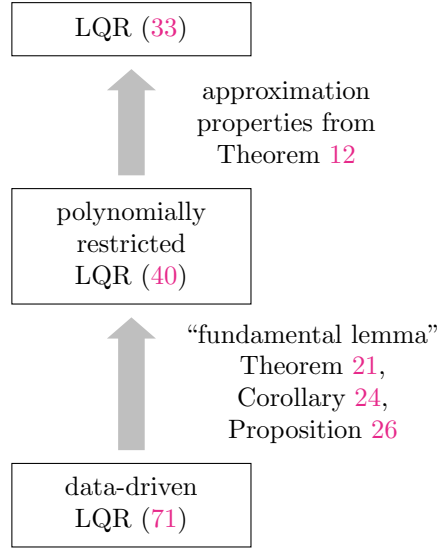 LQR (33)
approximation
properties from
Theorem 12
polynomially
restricted
LQR (40)
“fundamental lemma”
Theorem 21,
Corollary 24,
Proposition 26
data-driven
LQR (71)